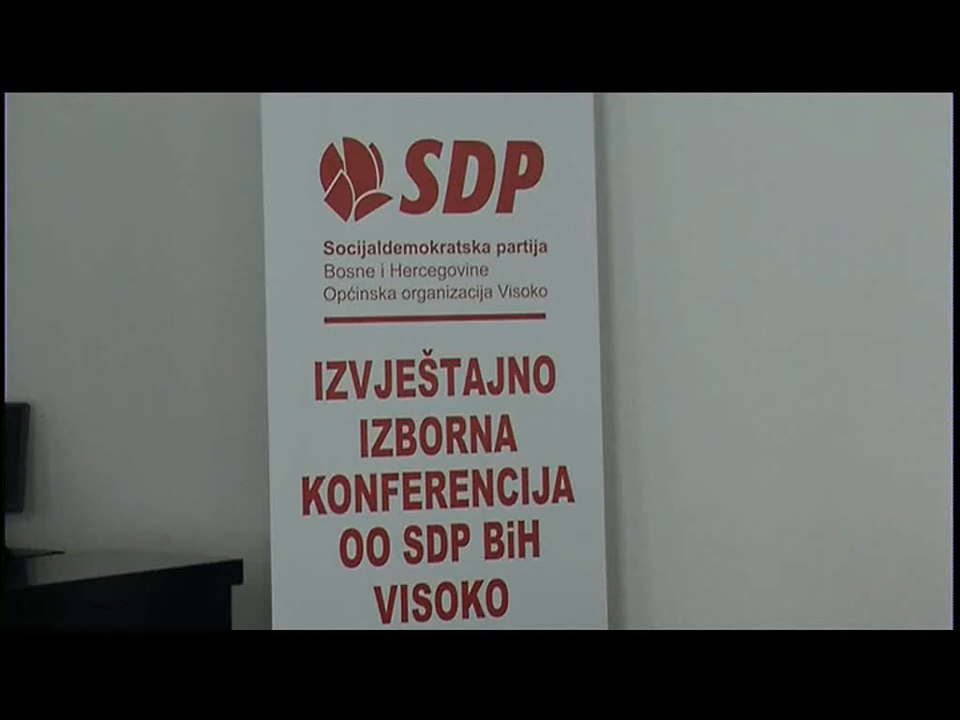 SDP
Socijaldemokratska partija
Bosne i Hercegovine
Općinska organizacija Visoko
IZVJEŠTAJNO
IZBORNA
KONFERENCIJA
OO SDP BiH
VISOKO